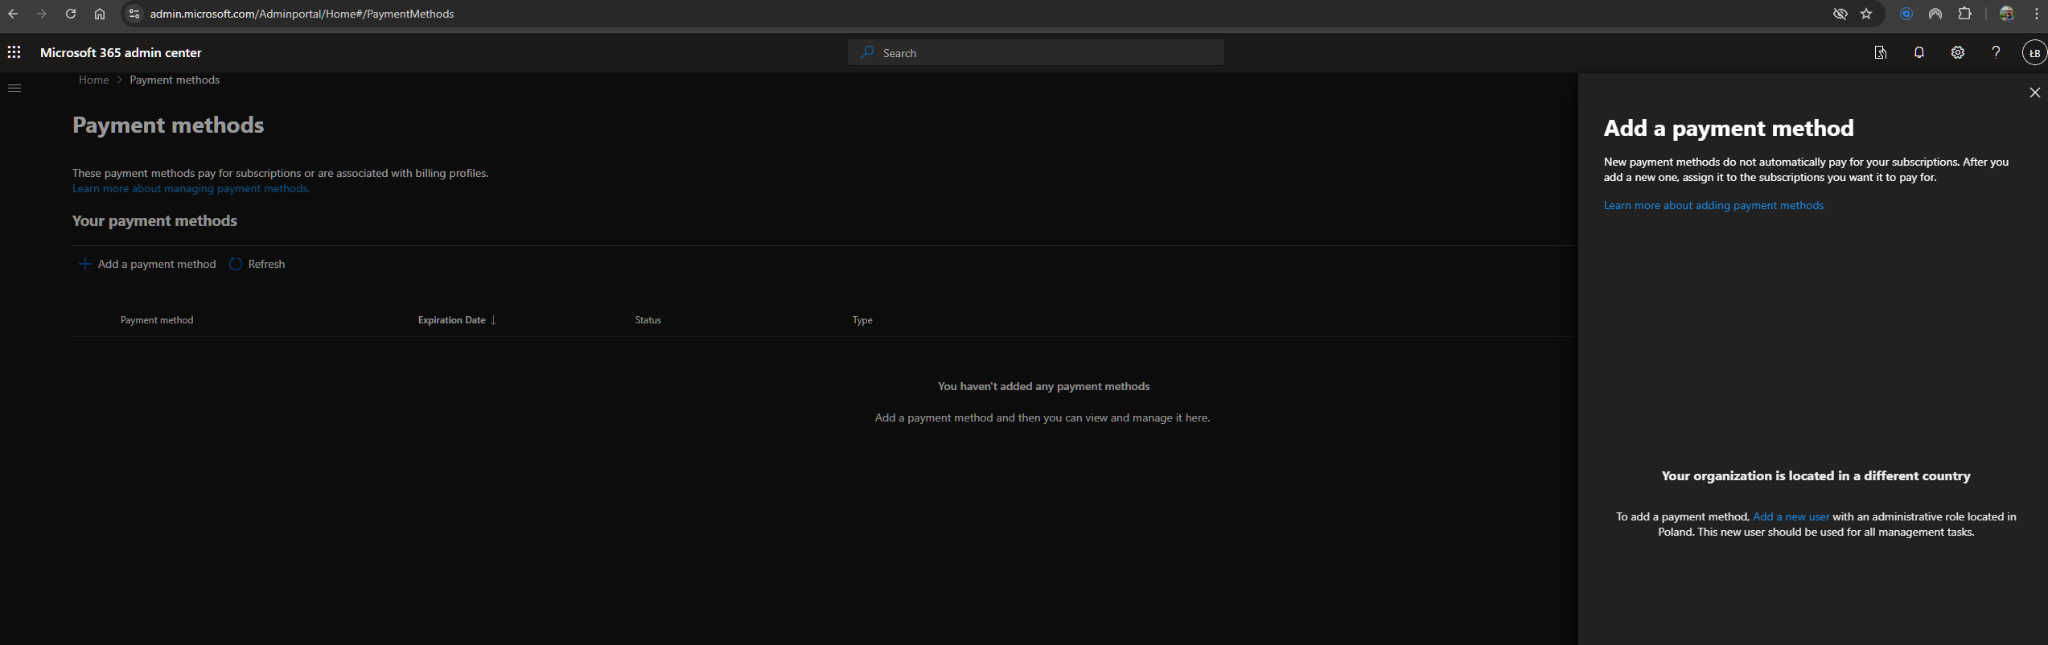 admin.microsoft.com/Adminportal/Home#/PaymentMethods
Microsoft 365 admin center
Search
ŁB
Home > Payment methods
Payment methods
These payment methods pay for subscriptions or are associated with billing profiles.
Learn more about managing payment methods.
Your payment methods
Add a payment method
Refresh
Payment method
Expiration Date ↓
Status
Type
You haven't added any payment methods
Add a payment method and then you can view and manage it here.
Add a payment method
New payment methods do not automatically pay for your subscriptions. After you
add a new one, assign it to the subscriptions you want it to pay for.
Learn more about adding payment methods
Your organization is located in a different country
To add a payment method, Add a new user with an administrative role located in
Poland. This new user should be used for all management tasks.